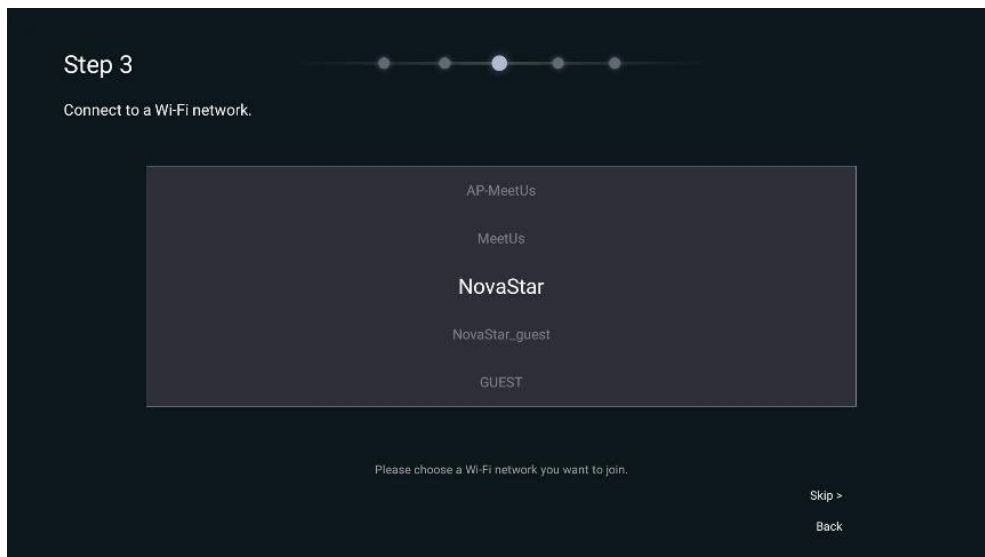 Step 3
Connect to a Wi-Fi network.
AP-MeetUs
MeetUs
NovaStar
NovaStar_guest
GUEST
Please choose a Wi-Fi network you want to join.
Skip >
Back